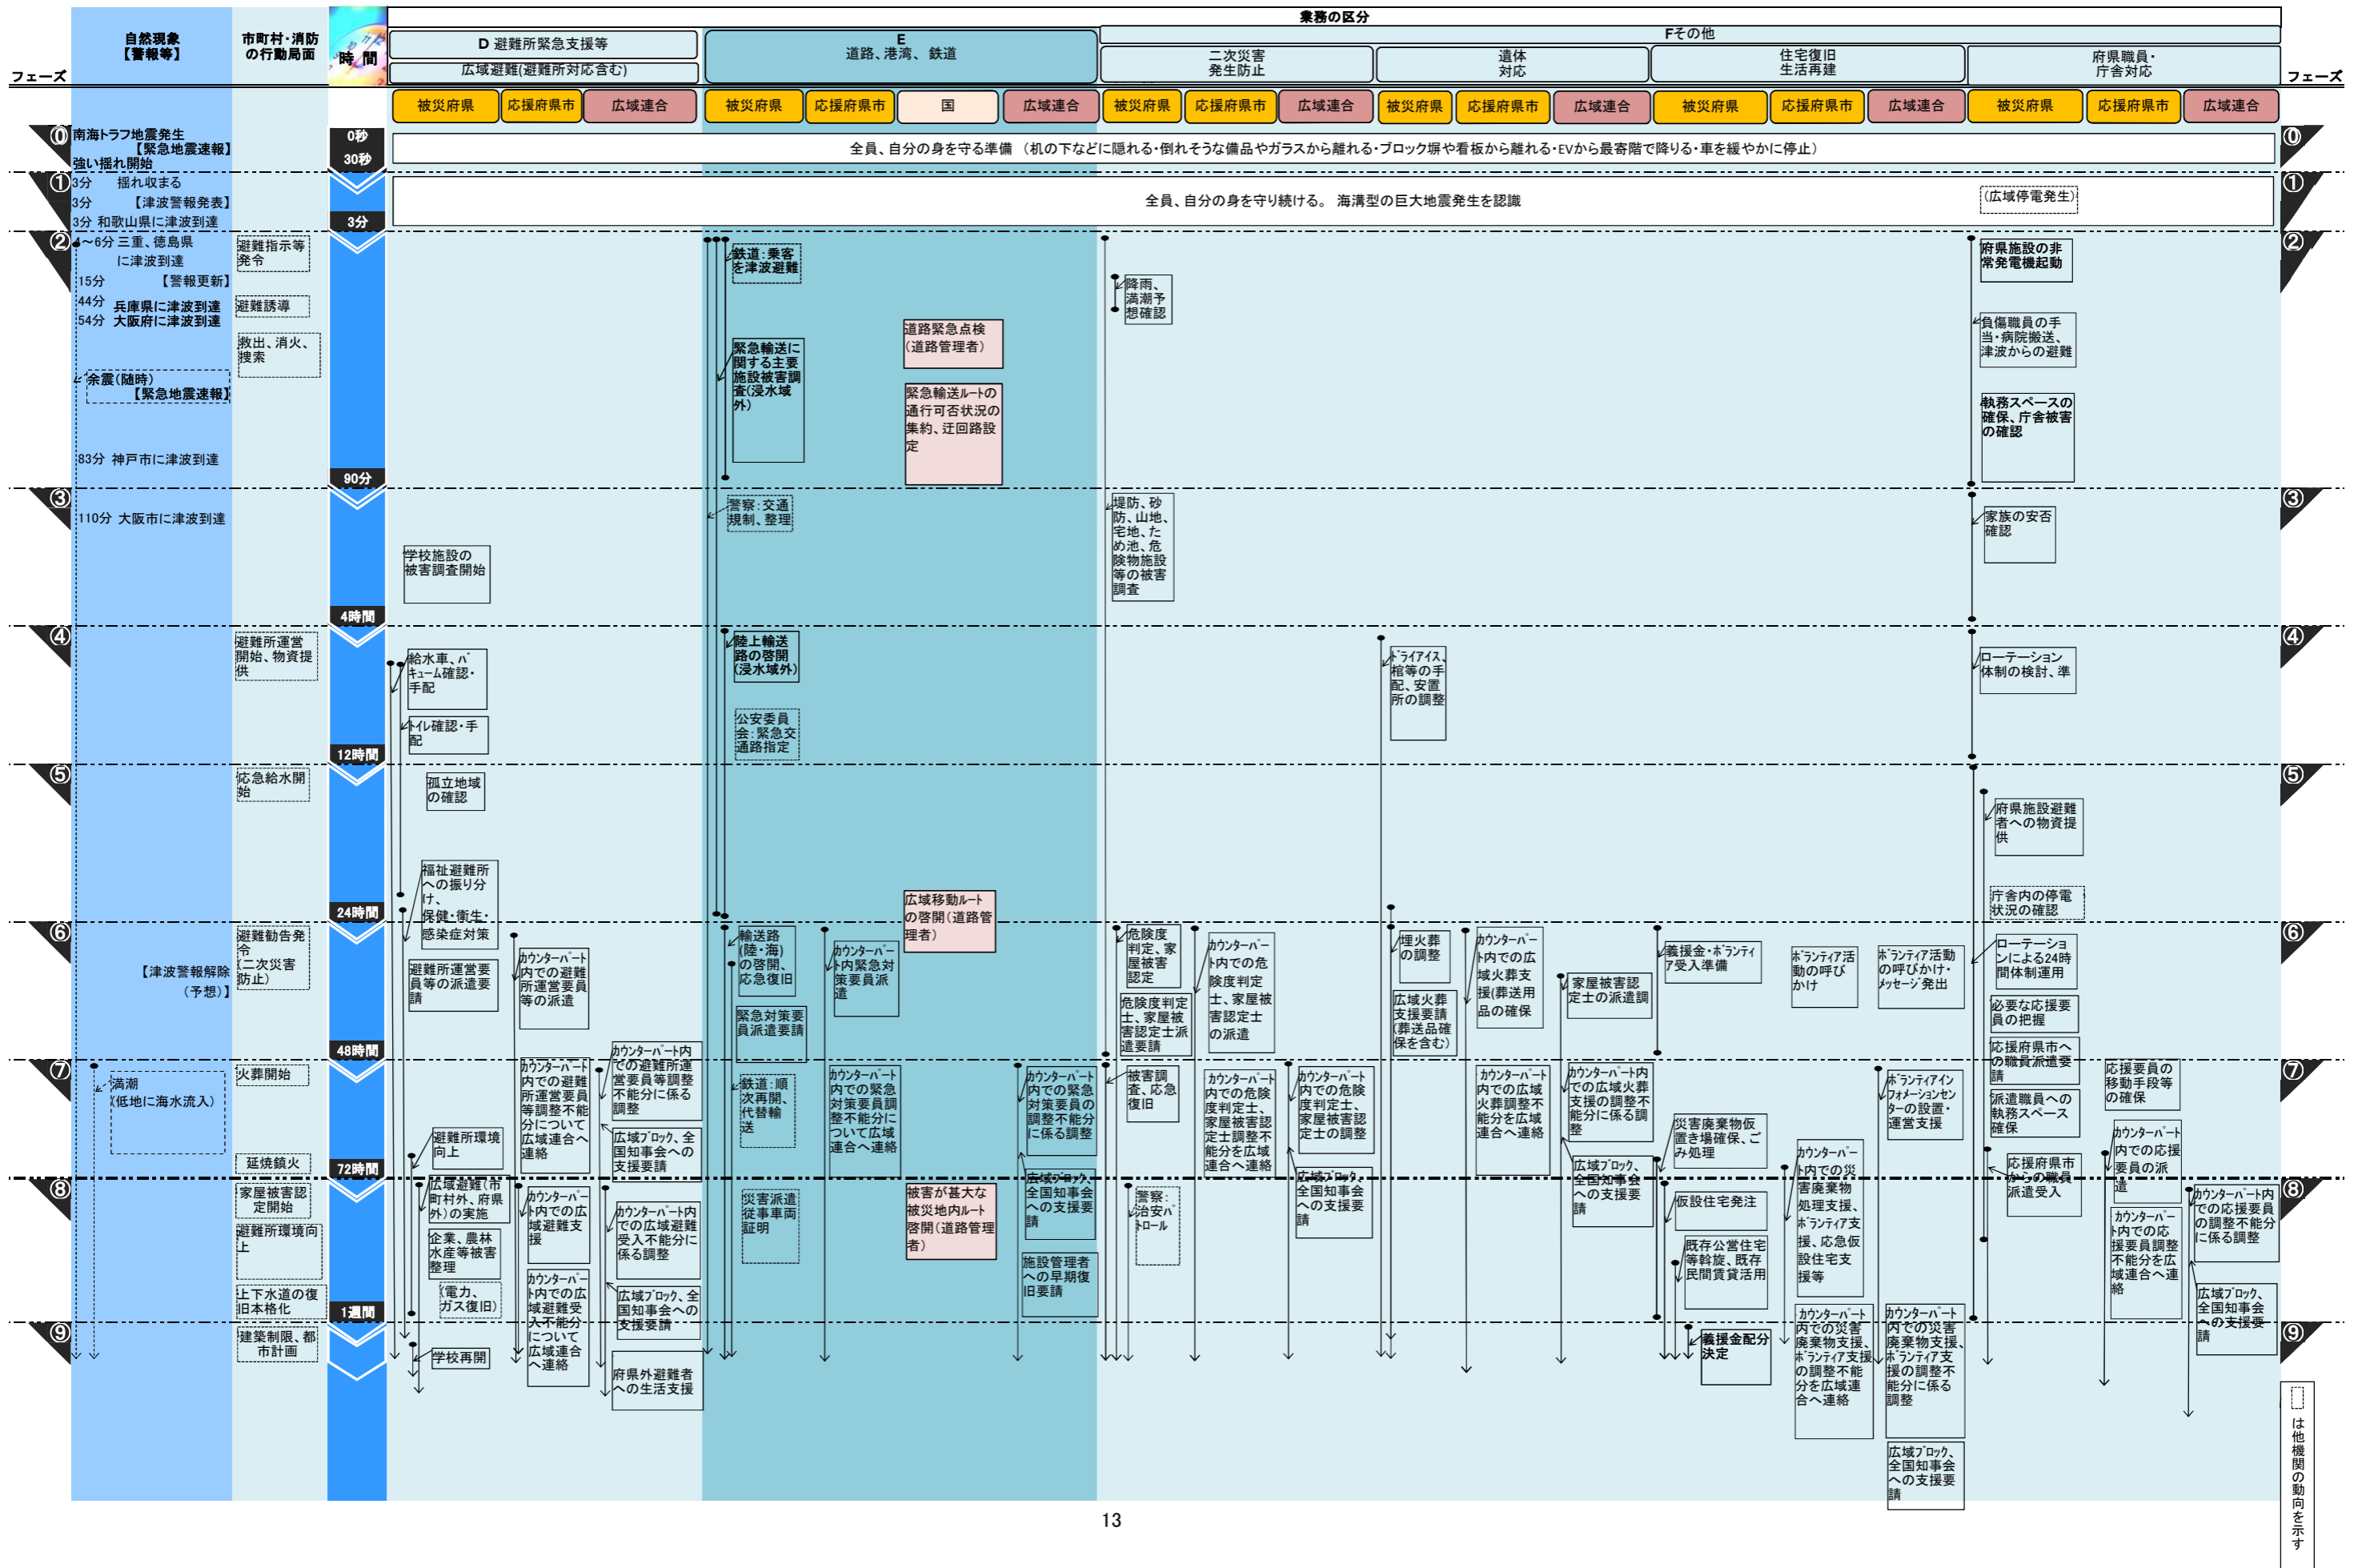 業務の区分
自然現象
【警報等】
市町村・消防
の行動局面
時 間
D 避難所緊急支援等
広域避難(避難所対応含む)
E
道路、港湾、鉄道
Fその他
二次災害
発生防止
遺体
対応
住宅復旧
生活再建
府県職員・
庁舎対応
フェーズ
フェーズ
被災府県
応援府県市
広域連合
被災府県
応援府県市
国
広域連合
被災府県
応援府県市
広域連合
被災府県
応援府県市
広域連合
被災府県
応援府県市
広域連合
被災府県
応援府県市
広域連合
⓪
南海トラフ地震発生
【緊急地震速報】
強い揺れ開始
0秒
30秒
全員、自分の身を守る準備 (机の下などに隠れる・倒れそうな備品やガラスから離れる・ブロック塀や看板から離れる・EVから最寄階で降りる・車を緩やかに停止)
⓪
①
3分 揺れ収まる
3分 【津波警報発表】
3分 和歌山県に津波到達
3分
全員、自分の身を守り続ける。 海溝型の巨大地震発生を認識
(広域停電発生)
①
②
4～6分 三重、徳島県
に津波到達
15分 【警報更新】
44分 兵庫県に津波到達
54分 大阪府に津波到達
余震(随時)
【緊急地震速報】
83分 神戸市に津波到達
避難指示等
発令
避難誘導
救出、消火、
捜索
90分
鉄道:乗客
を津波避難
緊急輸送に
関する主要
施設被害調
査(浸水域
外)
道路緊急点検
(道路管理者)
緊急輸送ルートの
通行可否状況の
集約、迂回路設
定
降雨、
満潮予
想確認
府県施設の非
常発電機起動
負傷職員の手
当・病院搬送、
津波からの避難
執務スペースの
確保、庁舎被害
の確認
②
③
110分 大阪市に津波到達
4時間
学校施設の
被害調査開始
警察:交通
規制、整理
堤防、砂
防、山地、
宅地、た
め池、危
険物施設
等の被害
調査
家族の安否
確認
③
④
避難所運営
開始、物資提
供
12時間
給水車、バ
キューム確認・
手配
トイレ確認・手
配
陸上輸送
路の啓開
(浸水域外)
公安委員
会:緊急交
通路指定
ドライアイス、
棺等の手
配、安置
所の調整
ローテーション
体制の検討、準
④
⑤
応急給水開
始
24時間
孤立地域
の確認
福祉避難所
への振り分
け、
保健・衛生・
感染症対策
広域移動ルート
の啓開(道路管
理者)
府県施設避難
者への物資提
供
庁舎内の停電
状況の確認
⑤
⑥
【津波警報解除
(予想)】
避難勧告発
令
(二次災害
防止)
48時間
避難所運営要
員等の派遣要
請
カウンターパー
ト内での避難
所運営要員
等の派遣
輸送路
(陸・海)
の啓開、
応急復旧
緊急対策要
員派遣要請
カウンターパー
ト内緊急対
策要員派
遣
危険度
判定、家
屋被害
認定
危険度判定
士、家屋被
害認定士派
遣要請
カウンターパー
ト内での危
険度判定
士、家屋被
害認定士
の派遣
埋火葬
の調整
広域火葬
支援要請
(葬送品確
保を含む)
カウンターパー
ト内での広
域火葬支
援(葬送用
品の確保
家屋被害認
定士の派遣調
義援金・ボランティ
ア受入準備
ボランティア活
動の呼び
かけ
ボランティア活動
の呼びかけ・
メッセージ発出
ローテーショ
ンによる24時
間体制運用
必要な応援要
員の把握
⑥
⑦
満潮
(低地に海水流入)
火葬開始
延焼鎮火
72時間
避難所環境
向上
カウンターパート
内での避難
所運営要員
等調整不能
分について
広域連合へ
連絡
カウンターパート内
での避難所運
営要員等調整
不能分に係る
調整
広域ブロック、全
国知事会への
支援要請
鉄道:順
次再開、
代替輸
送
カウンターパート
内での緊急
対策要員調
整不能分に
ついて広域
連合へ連絡
カウンターパート
内での緊急
対策要員の
調整不能分
に係る調整
被害調
査、応急
復旧
カウンターパート
内での危険
度判定士、
家屋被害認
定士調整不
能分を広域
連合へ連絡
カウンターパート
内での危険
度判定士、
家屋被害認
定士の調整
広域ブロック、
全国知事会
への支援要
請
カウンターパート
内での広域
火葬調整不
能分を広域
連合へ連絡
カウンターパート内
での広域火葬
支援の調整不
能分に係る調
整
広域ブロック、
全国知事会
への支援要
請
災害廃棄物仮
置き場確保、ご
み処理
ボランティアイン
フォメーションセン
ターの設置・
運営支援
応援府県市へ
の職員派遣要
請
派遣職員への
執務スペース
確保
応援要員の
移動手段等
の確保
⑦
⑧
家屋被害認
定開始
避難所環境向
上
上下水道の復
旧本格化
1週間
広域避難(市
町村外、府県
外)の実施
企業、農林
水産等被害
整理
(電力、
ガス復旧)
カウンターパー
ト内での広
域避難支
援
カウンターパー
ト内での広
域避難受
入不能分
について
広域連合
へ連絡
カウンターパート内
での広域避難
受入不能分に
係る調整
広域ブロック、全
国知事会への
支援要請
災害派遣
従事車両
証明
被害が甚大な
被災地内ルート
啓開(道路管理
者)
広域ブロック、
全国知事会
への支援要
請
施設管理者
への早期復
旧要請
警察:
治安パ
トロール
仮設住宅発注
既存公営住宅
等斡旋、既存
民間賃貸活用
カウンターパー
ト内での災
害廃棄物
処理支援、
ボランティア支
援、応急仮
設住宅支
援等
応援府県市
からの職員
派遣受入
カウンターパート
内での応援
要員の派
遣
カウンターパー
ト内での応
援要員調整
不能分を広
域連合へ連
絡
カウンターパート内
での応援要員
の調整不能分
に係る調整
広域ブロック、
全国知事会
への支援要
請
⑧
⑨
建築制限、都
市計画
学校再開
府県外避難者
への生活支援
義援金配分
決定
カウンターパート
内での災害
廃棄物支援、
ボランティア支援
の調整不能
分を広域連
合へ連絡
カウンターパート
内での災害
廃棄物支援、
ボランティア支
援の調整不
能分に係る
調整
広域ブロック、
全国知事会
への支援要
請
⑨
は他機関の動向を示す
13